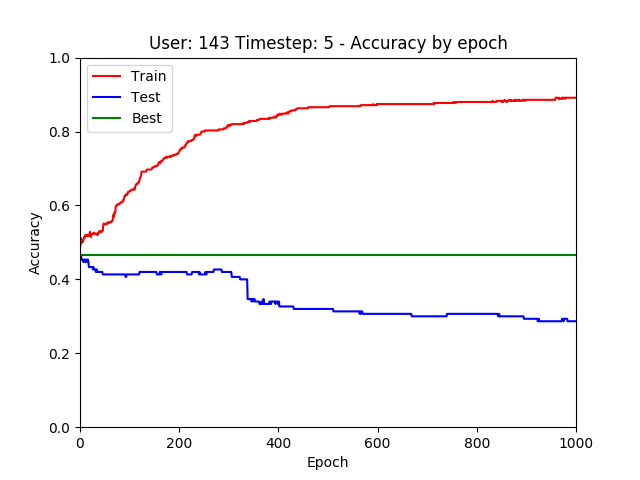 User: 143 Timestep: 5 - Accuracy by epoch
Train
Test
Best
Accuracy
1.0
0.8
0.6
0.4
0.2
0.0
0 200 400 600 800 1000
Epoch